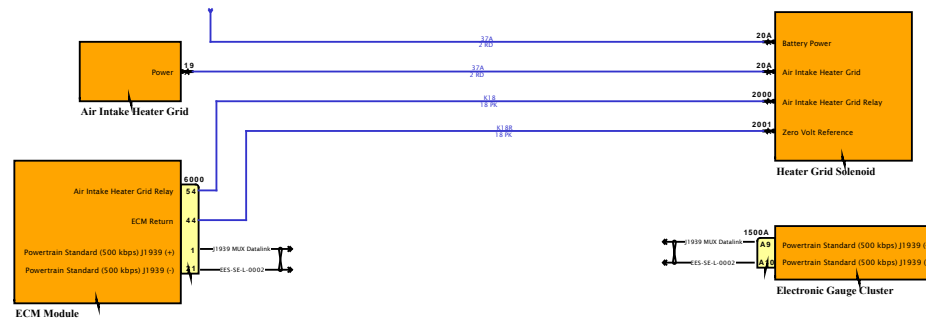 37A
2 RD
20A
Battery Power
Power
19
37A
2 RD
20A
Air Intake Heater Grid
Air Intake Heater Grid
K18
18 PK
2000
Air Intake Heater Grid Relay
K18R
18 PK
2001
Zero Volt Reference
Heater Grid Solenoid
6000
Air Intake Heater Grid Relay
54
ECM Return
44
Powertrain Standard (500 kbps) J1939 (+)
1
J1939 MUX Datalink
Powertrain Standard (500 kbps) J1939 (-)
21
EES-SE-L-0002
ECM Module
1500A
J1939 MUX Datalink
A9
Powertrain Standard (500 kbps) J1939 (
EES-SE-L-0002
A10
Powertrain Standard (500 kbps) J1939 (
Electronic Gauge Cluster